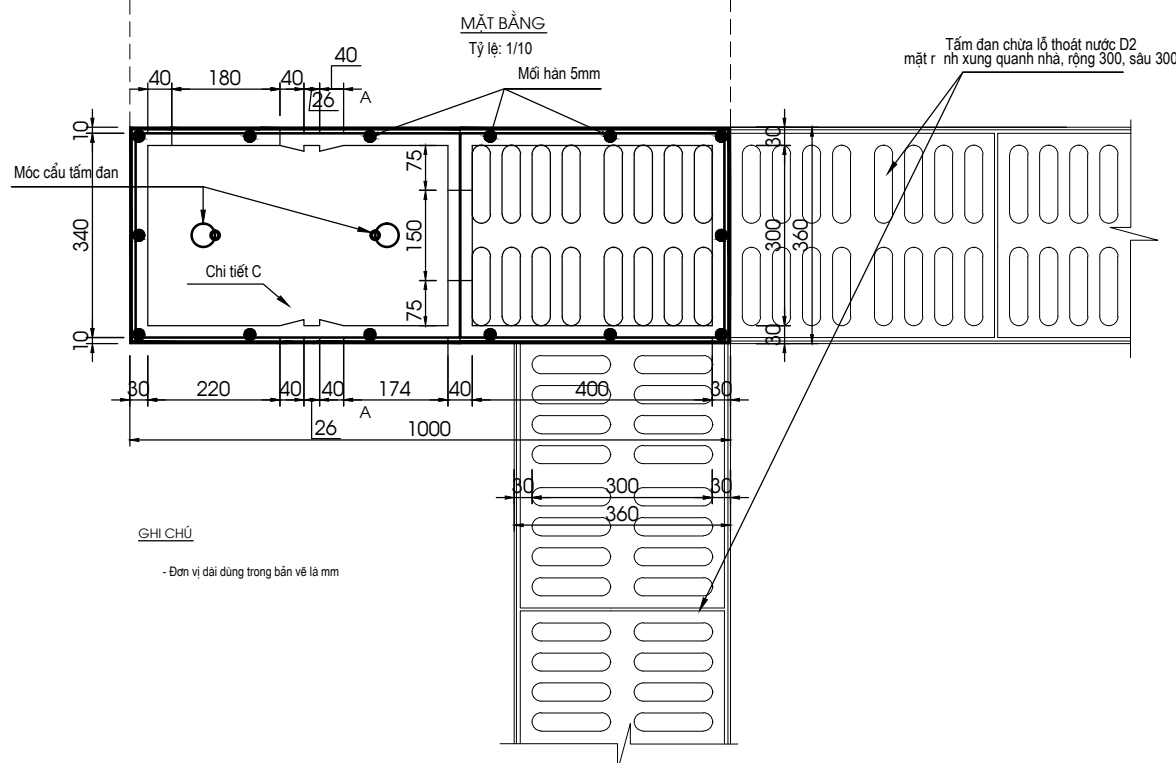 MẶT BẰNG
Tỷ lệ: 1/10
Mối hàn 5mm
Tấm đan chừa lỗ thoát nước D2
mặt r nh xung quanh nhà, rộng 300, sâu 300
40 180 40 40
26 A
10
340
10
Móc cẩu tấm đan
Chi tiết C
75
150
75
30
300
30
360
30 220 40 40 174 40 400 30
26 A
1000
30 300 30
360
GHI CHÚ
- Đơn vị dài dùng trong bản vẽ là mm